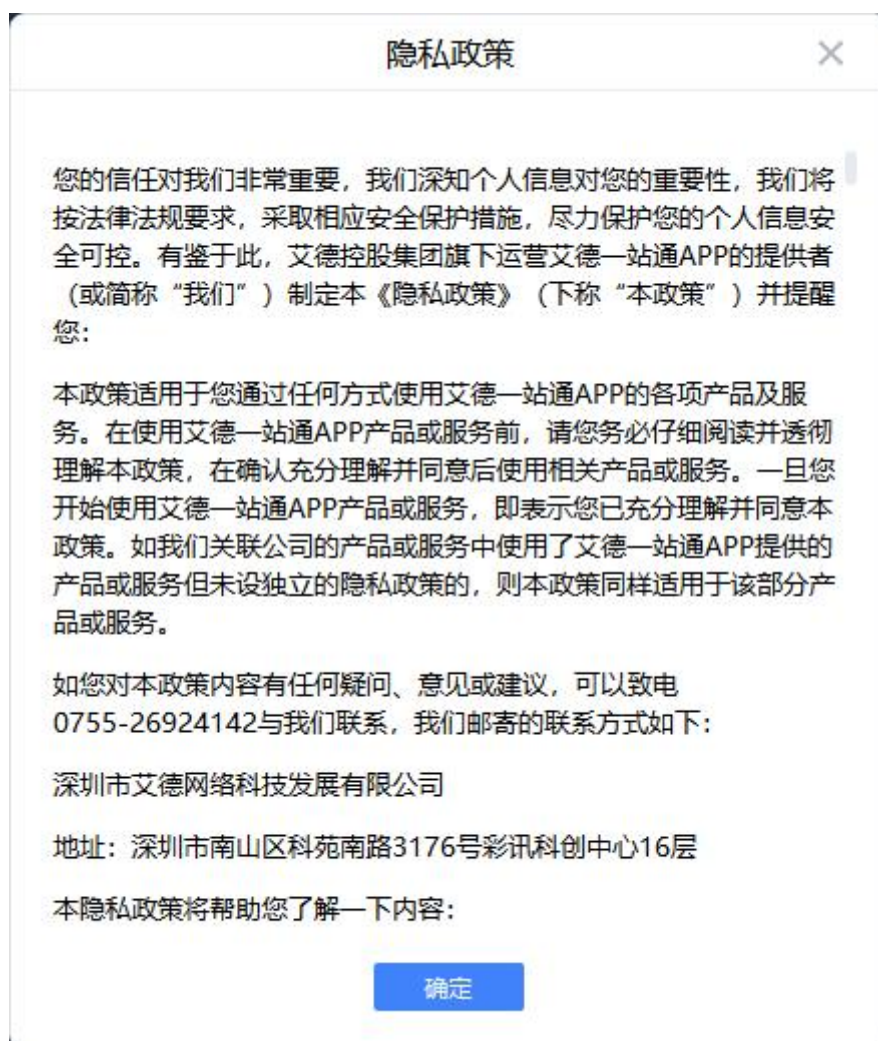 隐私政策
您的信任对我们非常重要，我们深知个人信息对您的重要性，我们将
按法律法规要求，采取相应安全保护措施，尽力保护您的个人信息安
全可控。有鉴于此，艾德控股集团旗下运营艾德一站通APP的提供者
（或简称“我们”）制定本《隐私政策》（下称“本政策”）并提醒
您：
本政策适用于您通过任何方式使用艾德一站通APP的各项产品及服
务。在使用艾德一站通APP产品或服务前，请您务必仔细阅读并透彻
理解本政策，在确认充分理解并同意后使用相关产品或服务。一旦您
开始使用艾德一站通APP产品或服务，即表示您已充分理解并同意本
政策。如我们关联公司的产品或服务中使用了艾德一站通APP提供的
产品或服务但未设独立的隐私政策的，则本政策同样适用于该部分产
品或服务。
如您对本政策内容有任何疑问、意见或建议，可以致电
0755-26924142与我们联系，我们邮寄的联系方式如下：
深圳市艾德网络科技发展有限公司
地址：深圳市南山区科苑南路3176号彩讯科创中心16层
本隐私政策将帮助您了解一下内容：
确定